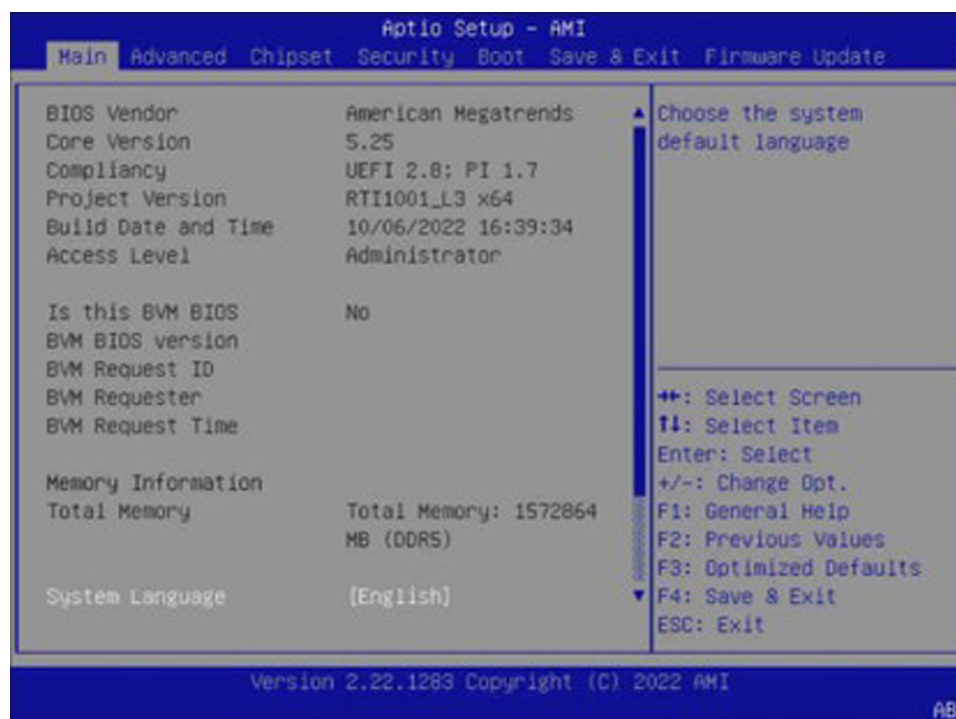 Aptio Setup - AMI
Main Advanced Chipset Security Boot Save & Exit Firmware Update
BIOS Vendor American Megatrends
Core Version 5.25
Compliancy UEFI 2.8; PI 1.7
Project Version RTI1001_L3 x64
Build Date and Time 10/06/2022 16:39:34
Access Level Administrator
Is this BVM BIOS No
BVM BIOS version
BVM Request ID
BVM Requester
BVM Request Time
Memory Information
Total Memory Total Memory: 1572864
MB (DDR5)
System Language [English]
Choose the system
default language
→←: Select Screen
↑↓: Select Item
Enter: Select
+/-: Change Opt.
F1: General Help
F2: Previous Values
F3: Optimized Defaults
F4: Save & Exit
ESC: Exit
Version 2.22.1283 Copyright (C) 2022 AMI
AB